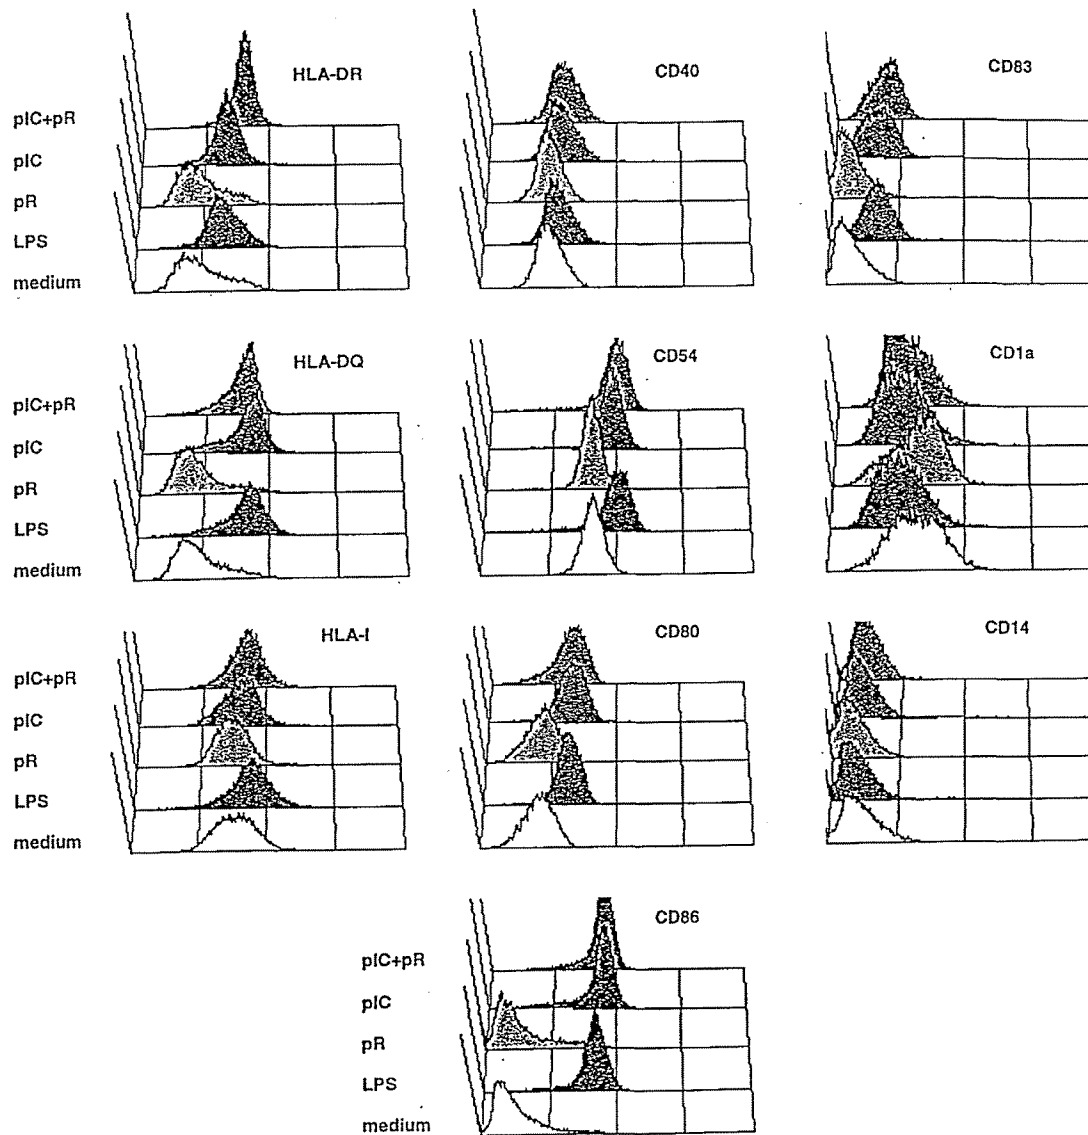 HLA-DR
pIC+pR
pIC
pR
LPS
medium
CD40
CD83
HLA-DQ
pIC+pR
pIC
pR
LPS
medium
CD54
CD1a
HLA-I
pIC+pR
pIC
pR
LPS
medium
CD80
CD14
CD86
pIC+pR
pIC
pR
LPS
medium